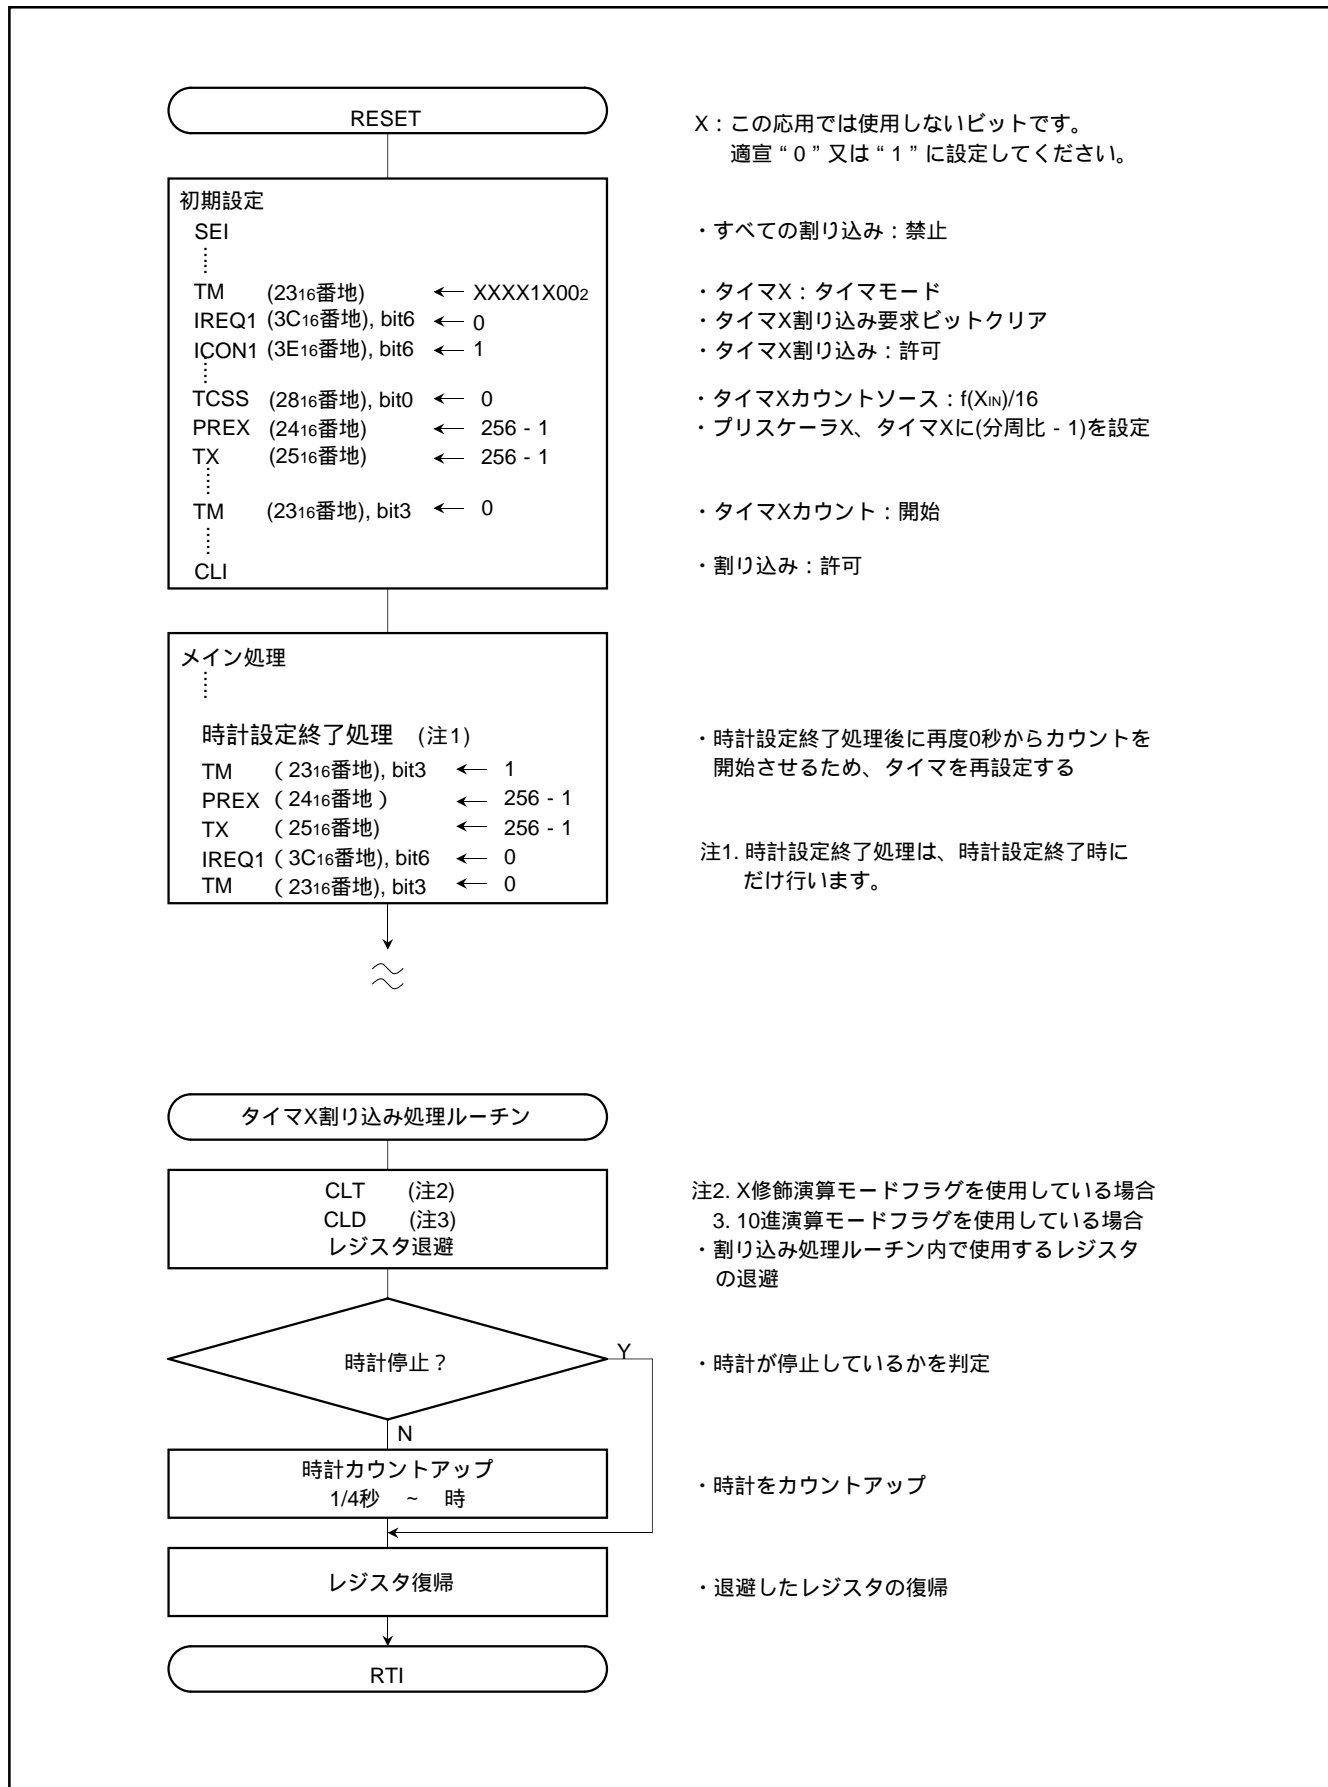 RESET
X：この応用では使用しないビットです。
適宣 “ 0 ” 又は “ 1 ” に設定してください。
初期設定
SEI
・すべての割り込み：禁止
TM (2316番地) ← XXXX1X002
・タイマX：タイマモード
IREQ1 (3C16番地), bit6 ← 0
・タイマX割り込み要求ビットクリア
ICON1 (3E16番地), bit6 ← 1
・タイマX割り込み：許可
TCSS (2816番地), bit0 ← 0
・タイマXカウントソース：f(XIN)/16
PREX (2416番地) ← 256 - 1
・プリスケーラX、タイマXに(分周比 - 1)を設定
TX (2516番地) ← 256 - 1
TM (2316番地), bit3 ← 0
・タイマXカウント：開始
CLI
・割り込み：許可
メイン処理
時計設定終了処理 (注1)
・時計設定終了処理後に再度0秒からカウントを
開始させるため、タイマを再設定する
TM ( 2316番地), bit3 ← 1
PREX ( 2416番地 ) ← 256 - 1
TX ( 2516番地) ← 256 - 1
IREQ1 ( 3C16番地), bit6 ← 0
TM ( 2316番地), bit3 ← 0
注1. 時計設定終了処理は、時計設定終了時に
だけ行います。
タイマX割り込み処理ルーチン
CLT (注2)
CLD (注3)
レジスタ退避
注2. X修飾演算モードフラグを使用している場合
3. 10進演算モードフラグを使用している場合
・割り込み処理ルーチン内で使用するレジスタ
の退避
時計停止？
Y
・時計が停止しているかを判定
N
時計カウントアップ
1/4秒 ~ 時
・時計をカウントアップ
レジスタ復帰
・退避したレジスタの復帰
RTI